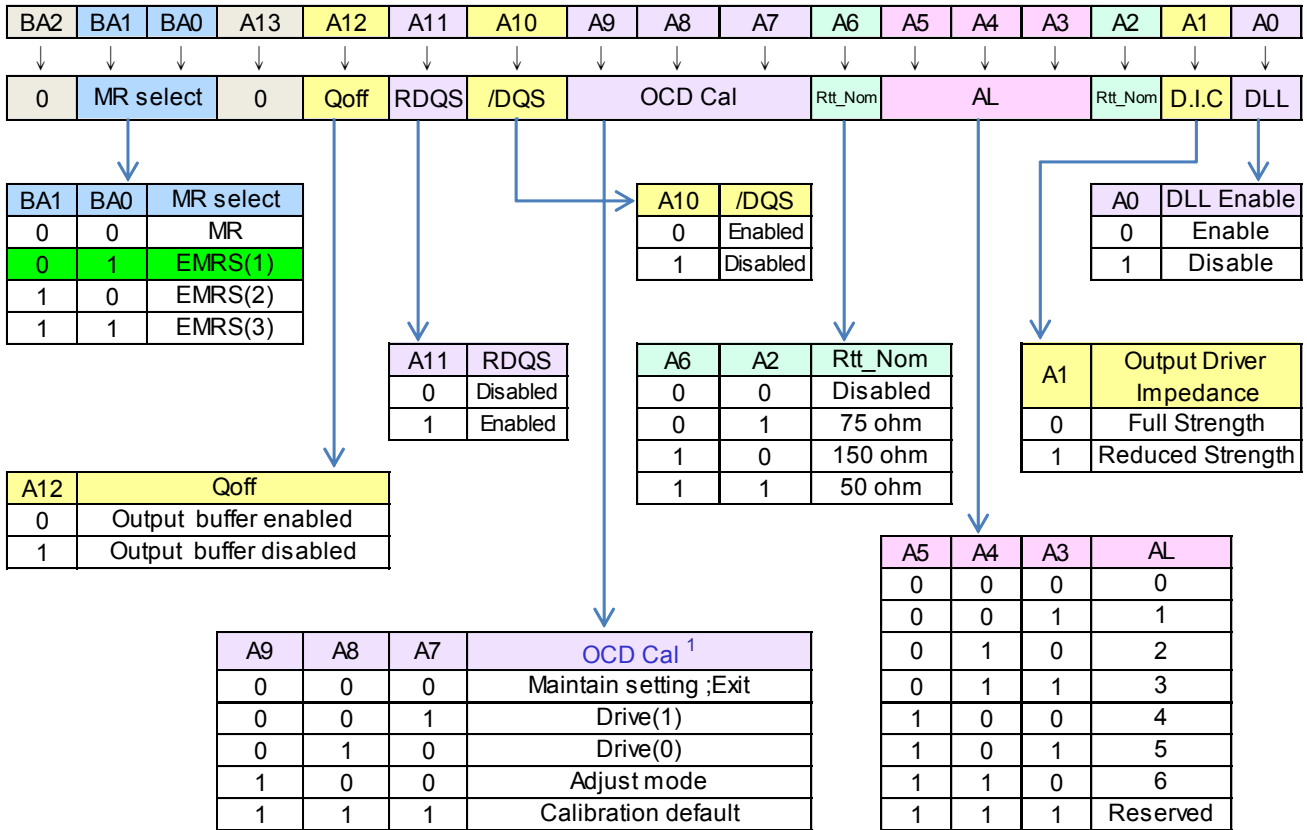 BA2 BA1 BA0 A13 A12 A11 A10 A9 A8 A7 A6 A5 A4 A3 A2 A1 A0
0 MR select 0 Qoff RDQS /DQS OCD Cal Rtt_Nom AL Rtt_Nom D.I.C DLL
BA1 BA0 MR select
0 0 MR
0 1 EMRS(1)
1 0 EMRS(2)
1 1 EMRS(3)
A10 /DQS
0 Enabled
1 Disabled
A0 DLL Enable
0 Enable
1 Disable
A11 RDQS
0 Disabled
1 Enabled
A6 A2 Rtt_Nom
0 0 Disabled
0 1 75 ohm
1 0 150 ohm
1 1 50 ohm
A1 Output Driver
Impedance
0 Full Strength
1 Reduced Strength
A12 Qoff
0 Output buffer enabled
1 Output buffer disabled
A9 A8 A7 OCD Cal 1
0 0 0 Maintain setting ;Exit
0 0 1 Drive(1)
0 1 0 Drive(0)
1 0 0 Adjust mode
1 1 1 Calibration default
A5 A4 A3 AL
0 0 0 0
0 0 1 1
0 1 0 2
0 1 1 3
1 0 0 4
1 0 1 5
1 1 0 6
1 1 1 Reserved